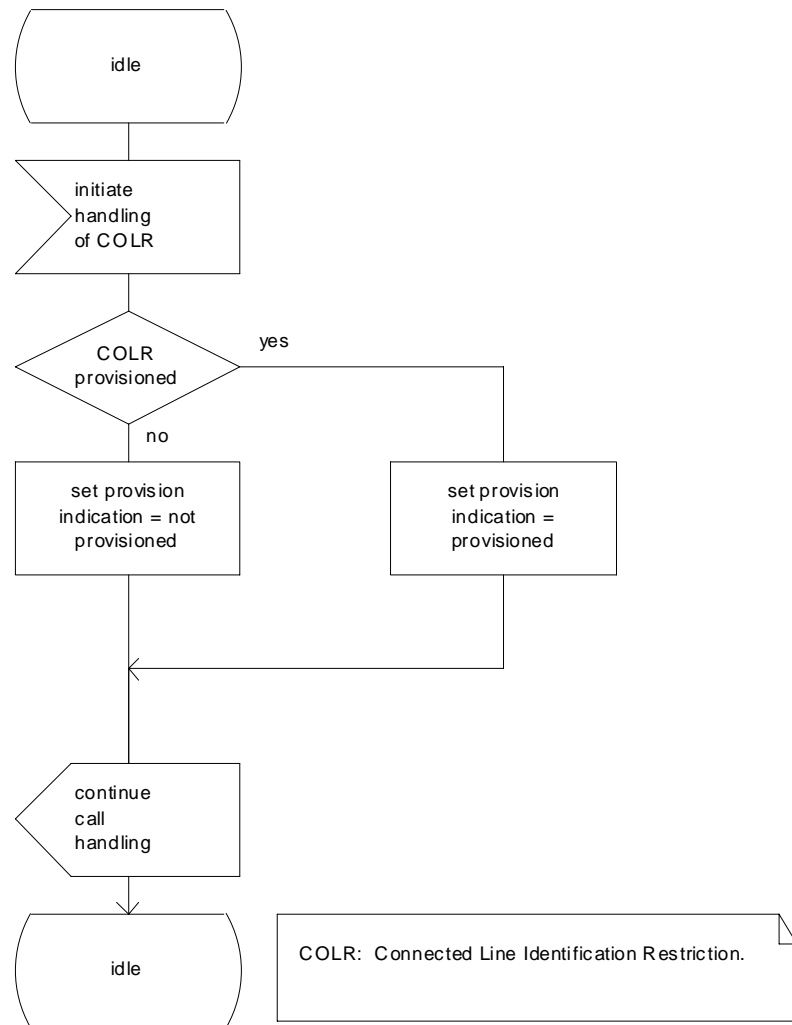 idle
initiate
handling
of COLR
COLR
provisioned
yes
no
set provision
indication = not
provisioned
set provision
indication =
provisioned
continue
call
handling
idle
COLR: Connected Line Identification Restriction.